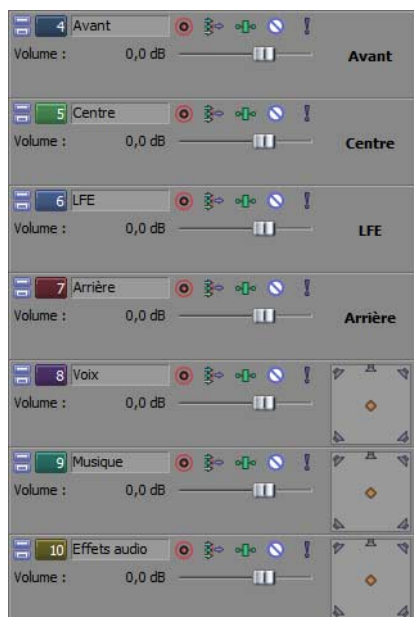 4 Avant
Volume : 0,0 dB Avant
5 Centre
Volume : 0,0 dB Centre
6 LFE
Volume : 0,0 dB LFE
7 Arrière
Volume : 0,0 dB Arrière
8 Voix
Volume : 0,0 dB
9 Musique
Volume : 0,0 dB
10 Effets audio
Volume : 0,0 dB